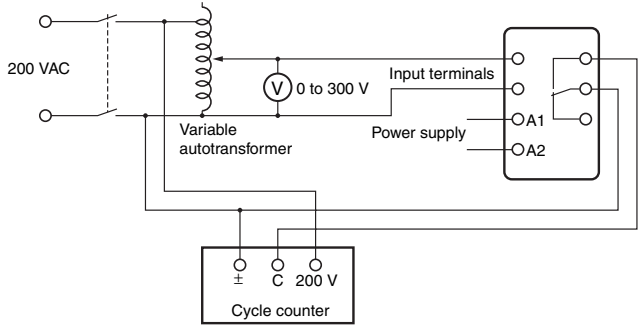 200 VAC
V
0 to 300 V
Input terminals
Variable
autotransformer
Power supply
A1
A2
± C 200 V
Cycle counter